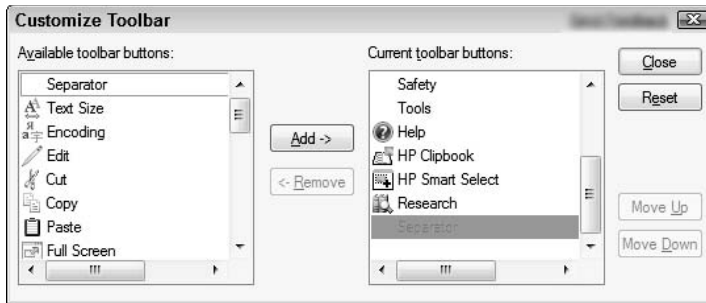 Customize Toolbar
Available toolbar buttons:
Separator
Text Size
Encoding
Edit
Cut
Copy
Paste
Full Screen
Add ->
<- Remove
Current toolbar buttons:
Safety
Tools
Help
HP Clipbook
HP Smart Select
Research
Separator
Close
Reset
Move Up
Move Down